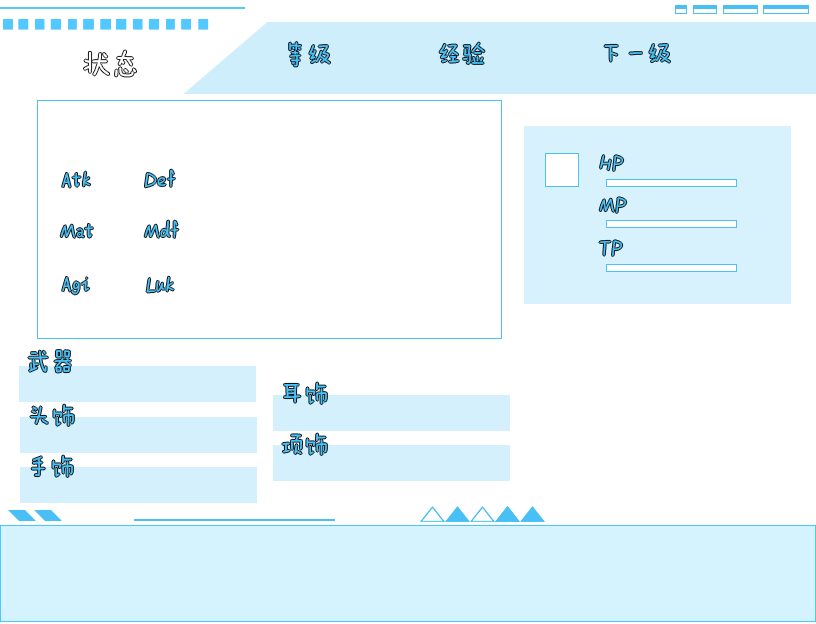 状态
等级 经验 下一级
Atk Def
Mat Mdf
Agi Luk
HP
MP
TP
武器
头饰
手饰
耳饰
项饰